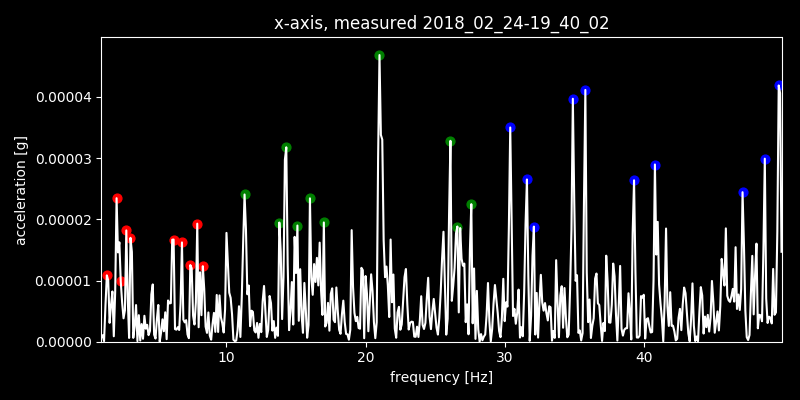 x-axis, measured 2018_02_24-19_40_02
acceleration [g]
0.00004
0.00003
0.00002
0.00001
0.00000
10 20 30 40
frequency [Hz]